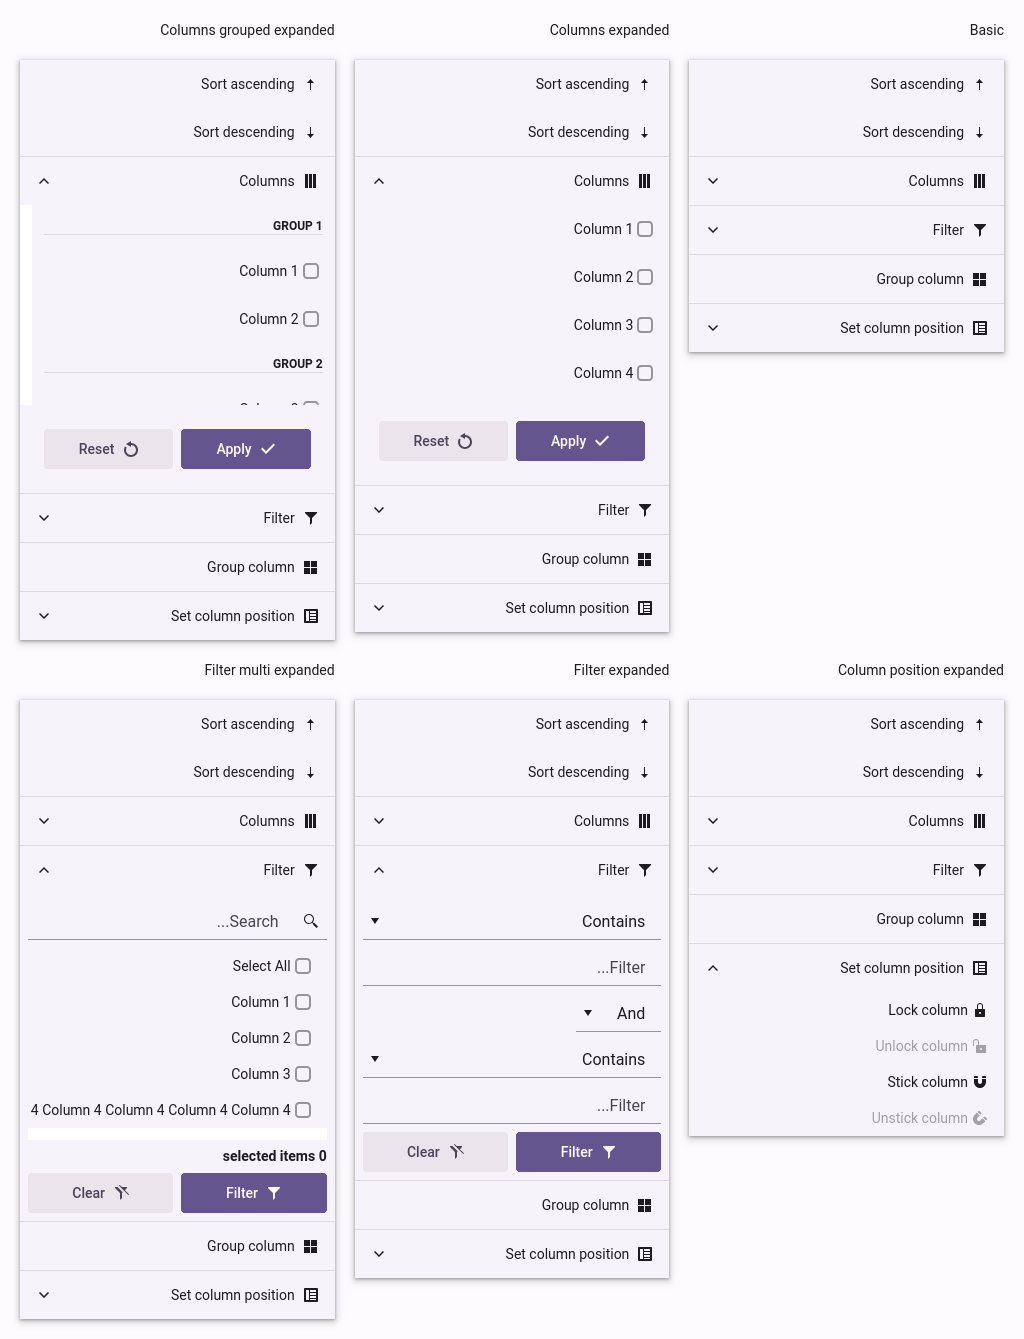 Columns grouped expanded
Sort ascending
Sort descending
Columns
GROUP 1
Column 1
Column 2
GROUP 2
Reset
Apply
Filter
Group column
Set column position
Columns expanded
Sort ascending
Sort descending
Columns
Column 1
Column 2
Column 3
Column 4
Reset
Apply
Filter
Group column
Set column position
Basic
Sort ascending
Sort descending
Columns
Filter
Group column
Set column position
Filter multi expanded
Sort ascending
Sort descending
Columns
Filter
...Search
Select All
Column 1
Column 2
Column 3
4 Column 4 Column 4 Column 4 Column 4
selected items 0
Clear
Filter
Group column
Set column position
Filter expanded
Sort ascending
Sort descending
Columns
Filter
Contains
...Filter
And
Contains
...Filter
Clear
Filter
Group column
Set column position
Column position expanded
Sort ascending
Sort descending
Columns
Filter
Group column
Set column position
Lock column
Unlock column
Stick column
Unstick column